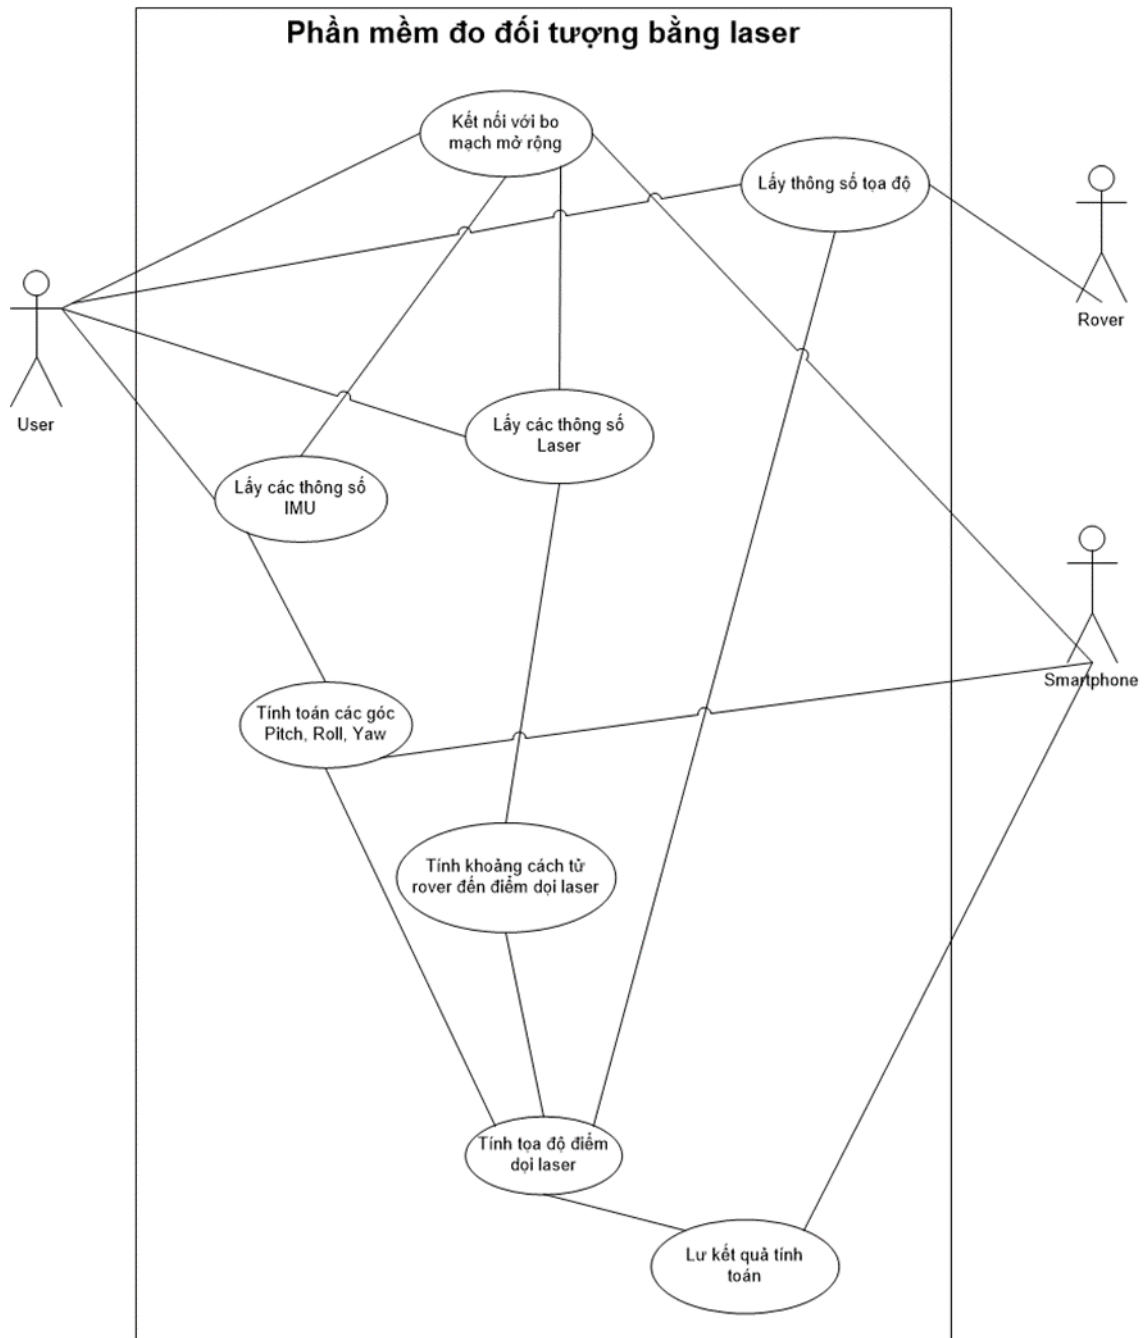 Phần mềm đo đối tượng bằng laser
Kết nối với bo
mạch mở rộng
Lấy thông số tọa độ
Rover
User
Lấy các thông số
Laser
Lấy các thông số
IMU
Smartphone
Tính toán các góc
Pitch, Roll, Yaw
Tính khoảng cách tử
rover đến điểm dọi laser
Tính tọa độ điểm
dọi laser
Lư kết quả tính
toán